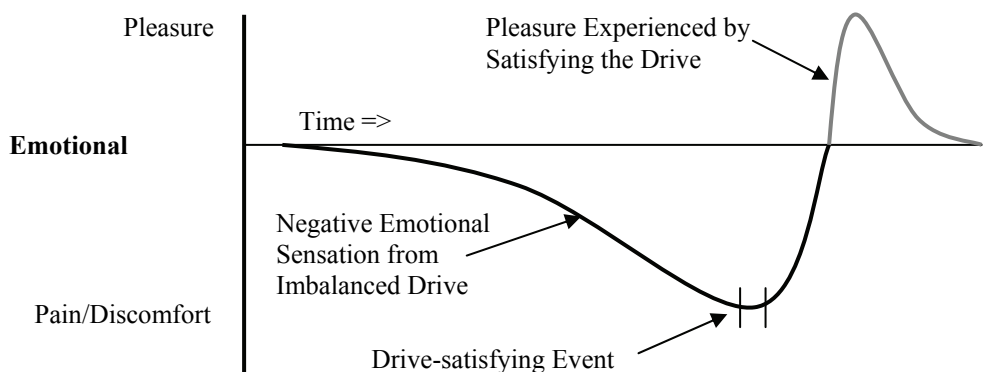 Pleasure
Pleasure Experienced by
Satisfying the Drive
Time =>
Emotional
Negative Emotional
Sensation from
Imbalanced Drive
Pain/Discomfort
Drive-satisfying Event